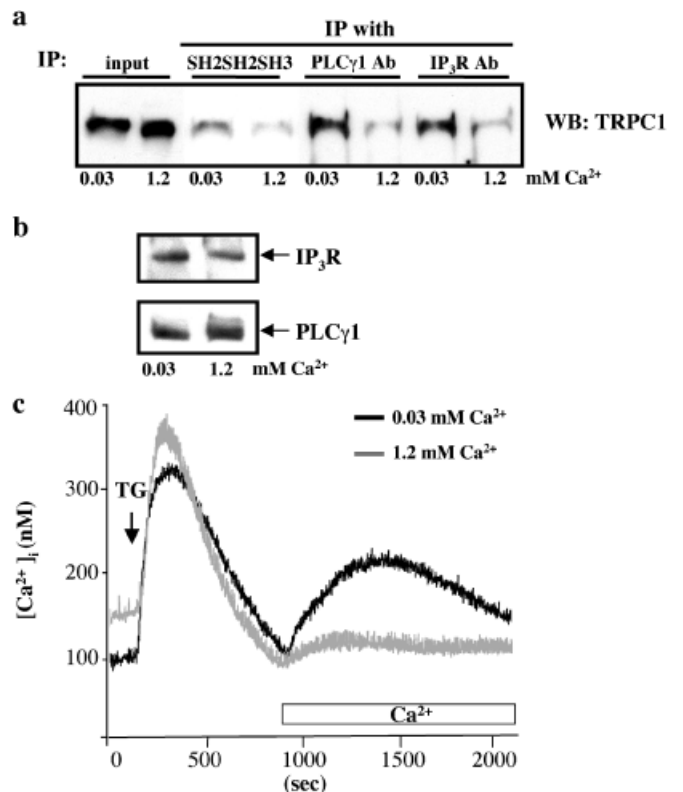 a
IP with
IP: input SH2SH2SH3 PLCγ1 Ab IP₃R Ab
WB: TRPC1
0.03 1.2 0.03 1.2 0.03 1.2 0.03 1.2 mM Ca²⁺
b
IP₃R
PLCγ1
0.03 1.2 mM Ca²⁺
c
400
300
200
100
[Ca²⁺]ᵢ (nM)
TG
0.03 mM Ca²⁺
1.2 mM Ca²⁺
Ca²⁺
0 500 1000 1500 2000
(sec)